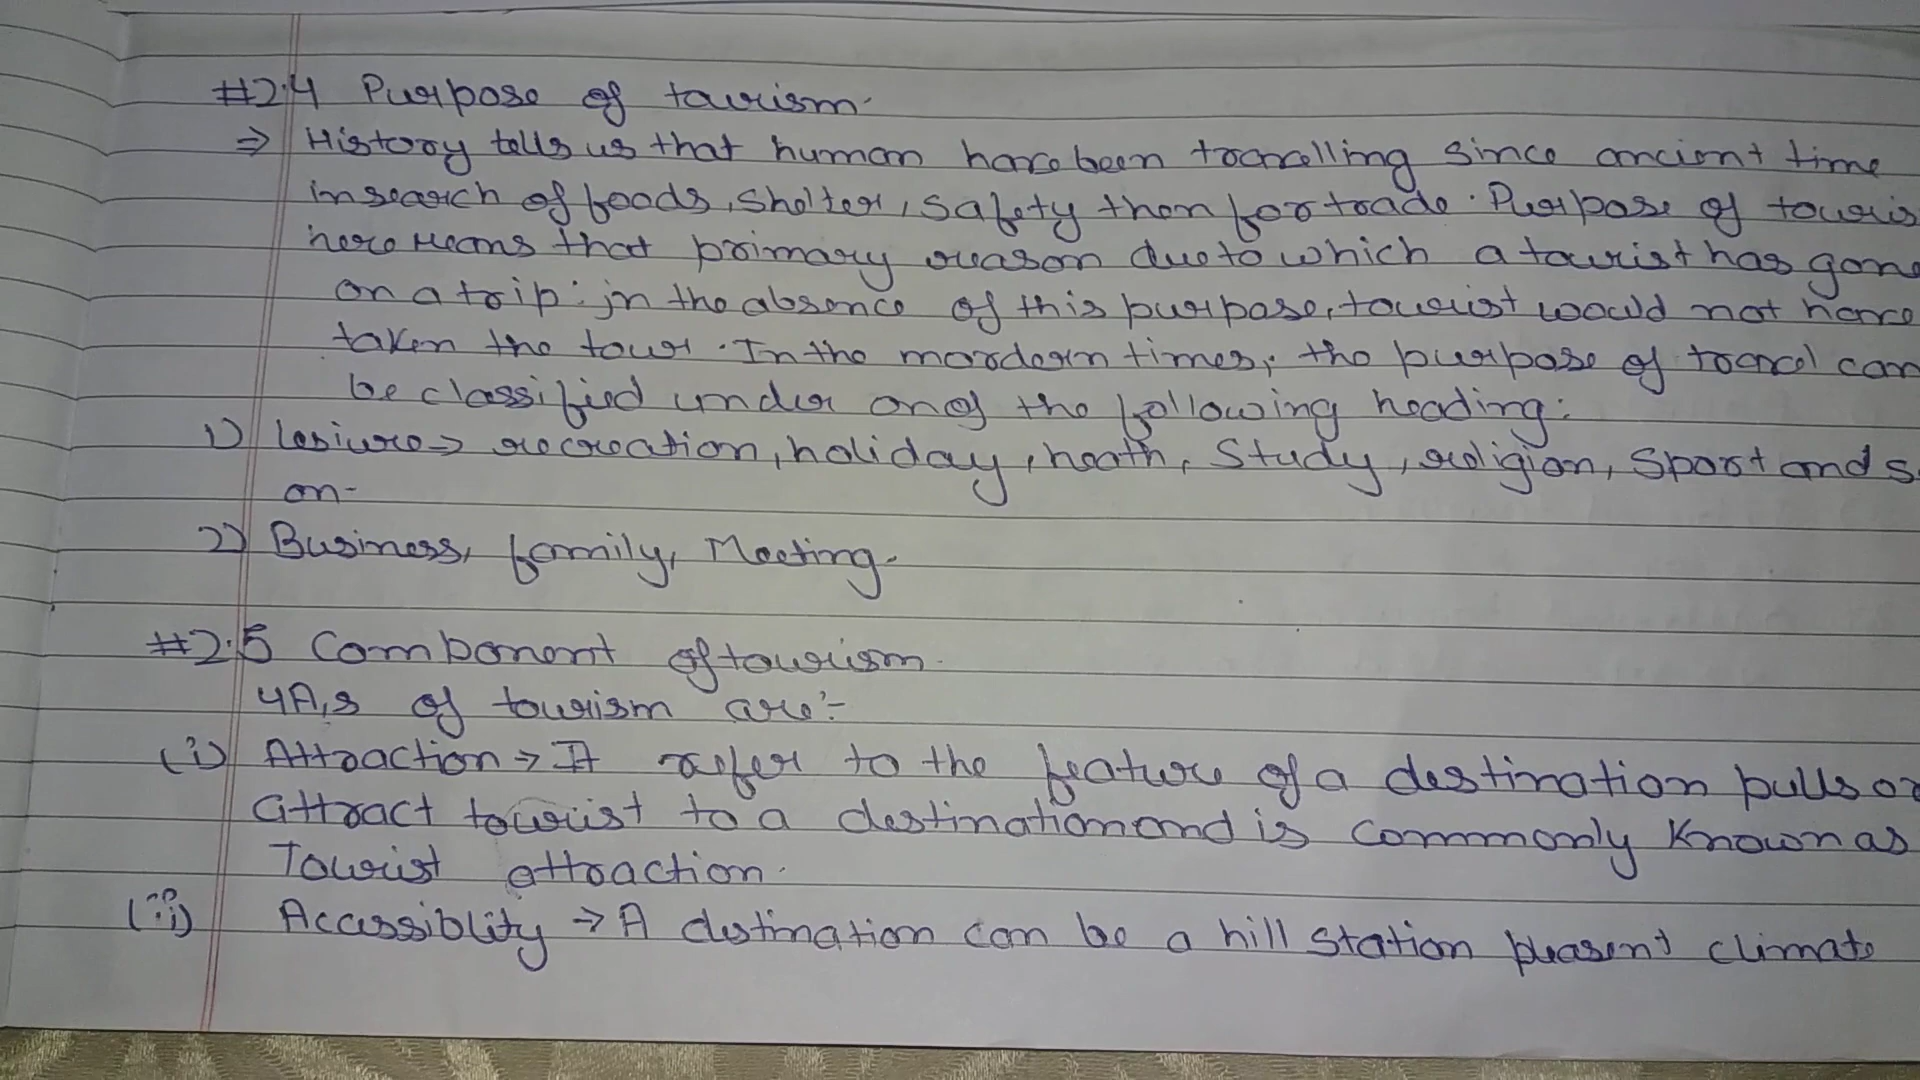 #2.4 Purpose of tourism.
⇒ History tells us that human have been travelling since ancient time
in search of foods, shelter, safety then for trade. Purpose of touris
here means that primary reason due to which a tourist has gone
on a trip. in the absence of this purpose, tourist would not have
taken the tour. In the mordern times, the purpose of travel can
be classified under on of the following heading:
1) Lesiure → recreation, holiday, heath, Study, religion, Sport and s
on-
2) Business, family, Meeting.
#2.5 Component of tourism.
4A,s of tourism are:-
(i) Attraction → It refer to the feature of a destination pulls or
attract tourist to a destination and is commonly known as
Tourist attraction.
(ii) Accessiblity → A destination can be a hill station pleasent climate